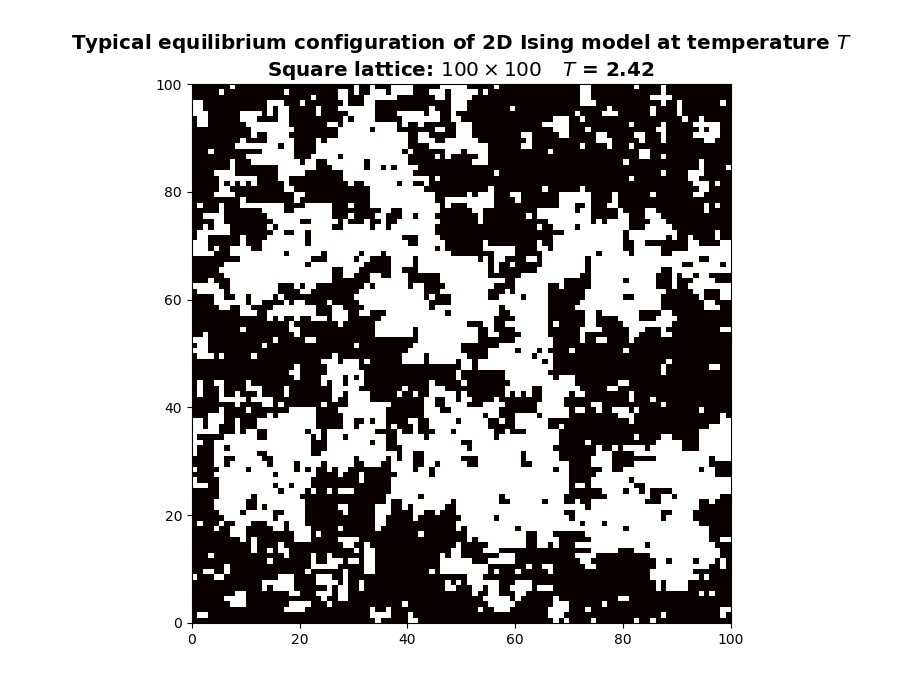 Typical equilibrium configuration of 2D Ising model at temperature T
Square lattice: 100 × 100 T = 2.42
100
80
60
40
20
0
0 20 40 60 80 100